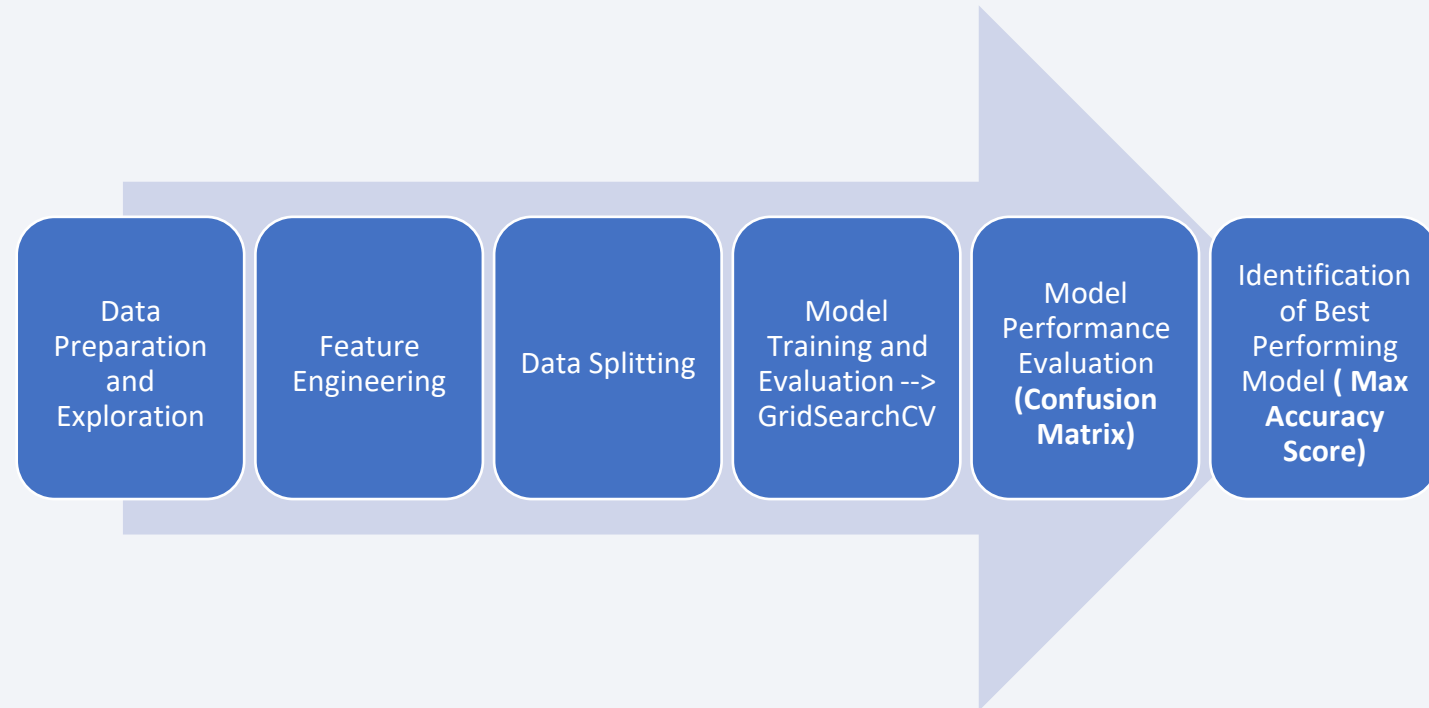 Data
Preparation
and
Exploration
Feature
Engineering
Data Splitting
Model
Training and
Evaluation -->
GridSearchCV
Model
Performance
Evaluation
(Confusion
Matrix)
Identification
of Best
Performing
Model ( Max
Accuracy
Score)